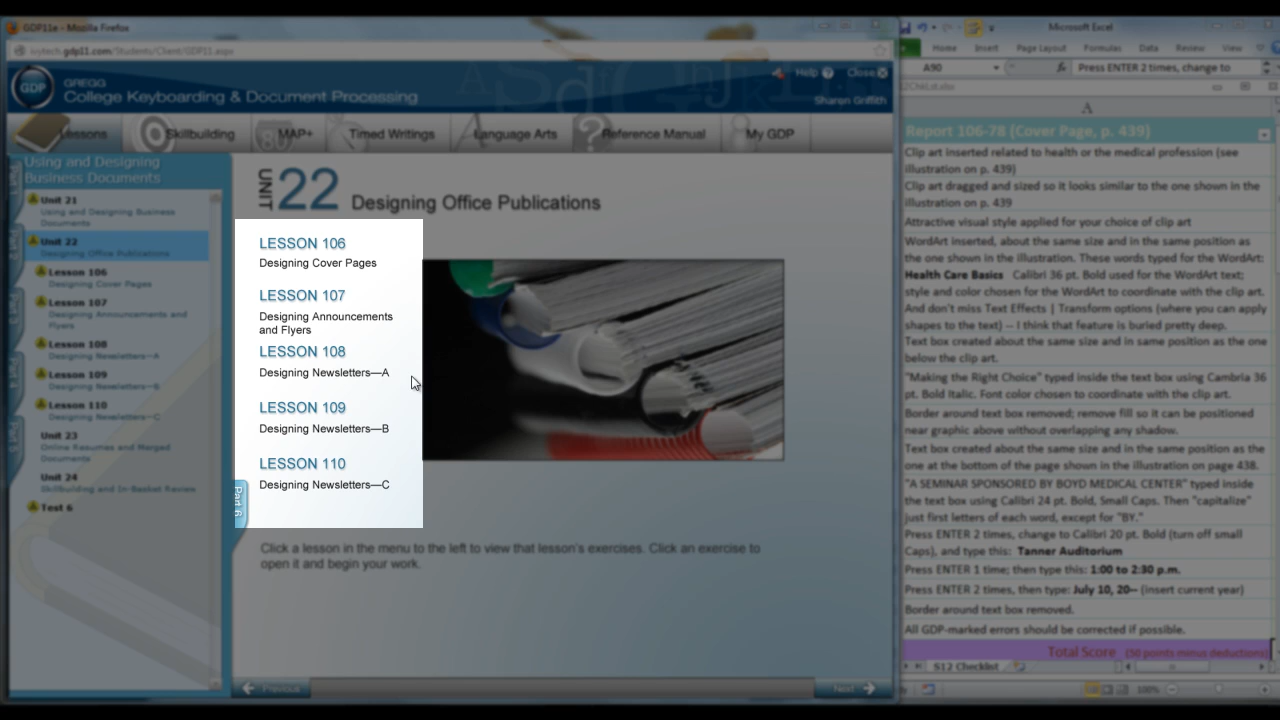 GDP11e - Mozilla Firefox
ivytech.gdp11.com/Students/Client/GDP11.aspx
GDP
GREGG
College Keyboarding & Document Processing
Help ?
Close
Sharon Griffith
Lessons
Skillbuilding
MAP+
Timed Writings
Language Arts
Reference Manual
My GDP
Using and Designing
Business Documents
Unit 21
Using and Designing Business
Documents
Unit 22
Designing Office Publications
Lesson 106
Designing Cover Pages
Lesson 107
Designing Announcements and
Flyers
Lesson 108
Designing Newsletters—A
Lesson 109
Designing Newsletters—B
Lesson 110
Designing Newsletters—C
Unit 23
Online Resumes and Merged
Documents
Unit 24
Skillbuilding and In-Basket Review
Test 6
Part 6
UNIT 22 Designing Office Publications
LESSON 106
Designing Cover Pages
LESSON 107
Designing Announcements
and Flyers
LESSON 108
Designing Newsletters—A
LESSON 109
Designing Newsletters—B
LESSON 110
Designing Newsletters—C
Click a lesson in the menu to the left to view that lesson's exercises. Click an exercise to
open it and begin your work.
Previous
Next
Microsoft Excel
Home
Insert
Page Layout
Formulas
Data
Review
View
A90
fx
Press ENTER 2 times, change to
A
Report 106-78 (Cover Page, p. 439)
Clip art inserted related to health or the medical profession (see
illustration on p. 439)
Clip art dragged and sized so it looks similar to the one shown in the
illustration on p. 439
Attractive visual style applied for your choice of clip art
WordArt inserted, about the same size and in the same position as
the one shown in the illustration. These words typed for the WordArt:
Health Care Basics Calibri 36 pt. Bold used for the WordArt text;
style and color chosen for the WordArt to coordinate with the clip art.
And don't miss Text Effects | Transform options (where you can apply
shapes to the text) -- I think that feature is buried pretty deep.
Text box created about the same size and in same position as the one
below the clip art.
"Making the Right Choice" typed inside the text box using Cambria 36
pt. Bold Italic. Font color chosen to coordinate with the clip art.
Border around text box removed; remove fill so it can be positioned
near graphic above without overlapping any shadow.
Text box created about the same size and in same position as the
one at the bottom of the page shown in the illustration on page 438.
"A SEMINAR SPONSORED BY BOYD MEDICAL CENTER" typed inside
the text box using Calibri 24 pt. Bold, Small Caps. Then "capitalize"
just first letters of each word, except for "BY."
Press ENTER 2 times, change to Calibri 20 pt. Bold (turn off small
Caps), and type this: Tanner Auditorium
Press ENTER 1 time; then type this: 1:00 to 2:30 p.m.
Press ENTER 2 times, then type: July 10, 20-- (insert current year)
Border around text box removed.
All GDP-marked errors should be corrected if possible.
Total Score (50 points minus deductions)
S12 Checklist
100%